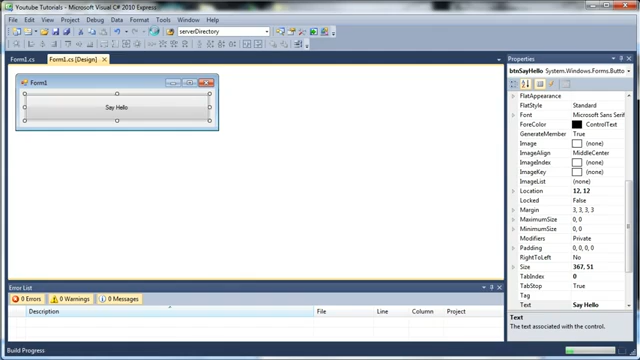 Youtube Tutorials - Microsoft Visual C# 2010 Express
File Edit View Project Debug Data Tools Window Help
serverDirectory
Form1.cs Form1.cs [Design]
Form1
Say Hello
Properties
btnSayHello System.Windows.Forms.Butto
FlatAppearance
FlatStyle Standard
Font Microsoft Sans Serif
ForeColor ControlText
GenerateMember True
Image (none)
ImageAlign MiddleCenter
ImageIndex (none)
ImageKey (none)
ImageList (none)
Location 12, 12
Locked False
Margin 3, 3, 3, 3
MaximumSize 0, 0
MinimumSize 0, 0
Modifiers Private
Padding 0, 0, 0, 0
RightToLeft No
Size 367, 51
TabIndex 0
TabStop True
Tag
Text Say Hello
Text
The text associated with the control.
Error List
0 Errors 0 Warnings 0 Messages
Description File Line Column Project
Build Progress